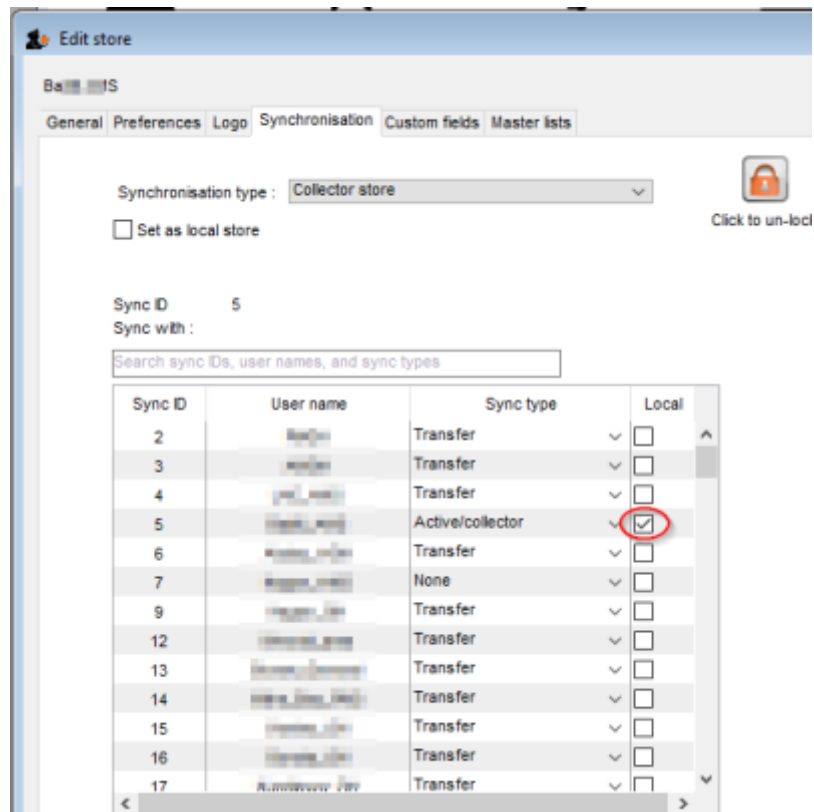 Edit store
General Preferences Logo Synchronisation Custom fields Master lists
Synchronisation type : Collector store
Click to un-loc
Set as local store
Sync ID 5
Sync with :
Search sync IDs, user names, and sync types
Sync ID User name Sync type Local
2 Transfer
3 Transfer
4 Transfer
5 Active/collector
6 Transfer
7 None
9 Transfer
12 Transfer
13 Transfer
14 Transfer
15 Transfer
16 Transfer
17 Transfer